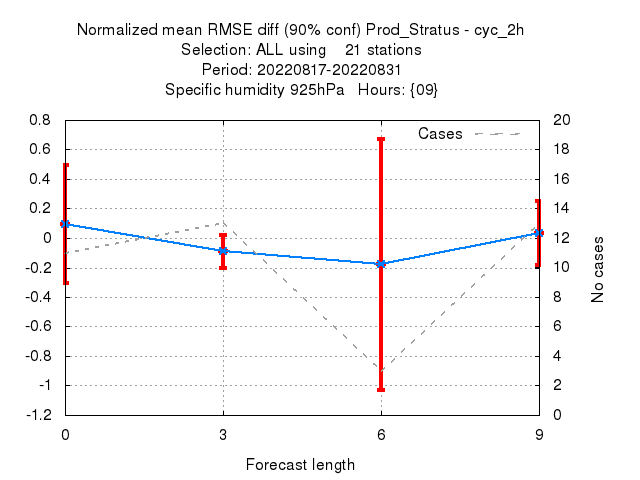 Normalized mean RMSE diff (90% conf) Prod_Stratus - cyc_2h
Selection: ALL using 21 stations
Period: 20220817-20220831
Specific humidity 925hPa Hours: {09}
Cases
0.8
0.6
0.4
0.2
0
-0.2
-0.4
-0.6
-0.8
-1
-1.2
20
18
16
14
12
10
8
6
4
2
0
No cases
0 3 6 9
Forecast length